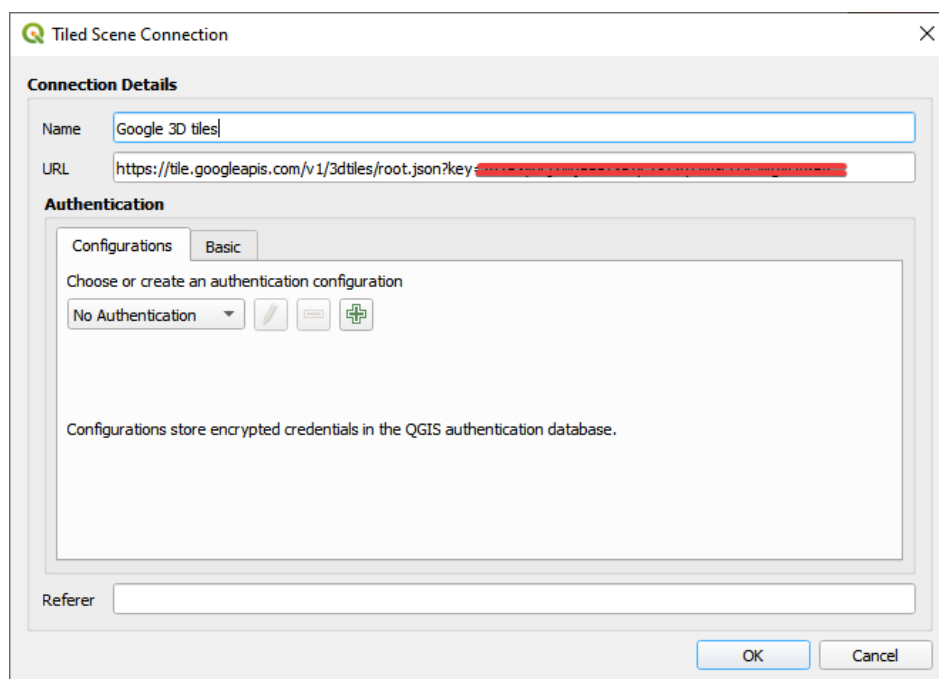 Tiled Scene Connection
Connection Details
Name Google 3D tiles
URL https://tile.googleapis.com/v1/3dtiles/root.json?key=
Authentication
Configurations Basic
Choose or create an authentication configuration
No Authentication
Configurations store encrypted credentials in the QGIS authentication database.
Referer
OK Cancel